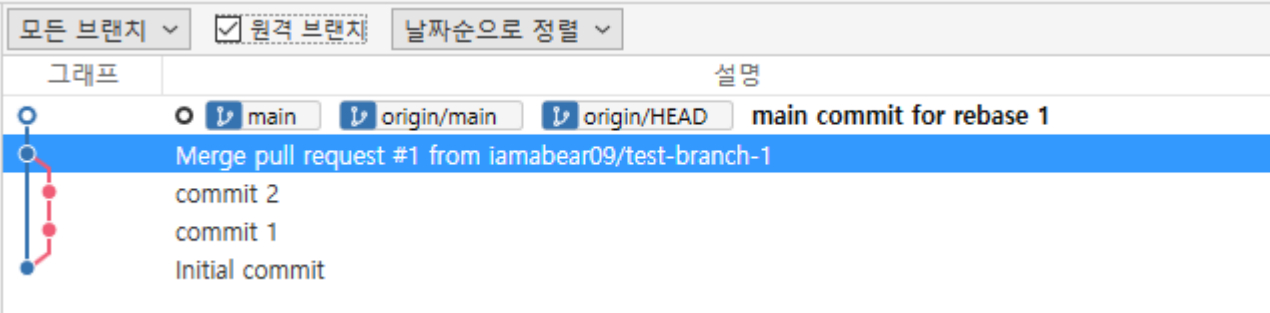 모든 브랜치 원격 브랜치 날짜순으로 정렬
그래프 설명
main origin/main origin/HEAD main commit for rebase 1
Merge pull request #1 from iamabear09/test-branch-1
commit 2
commit 1
Initial commit